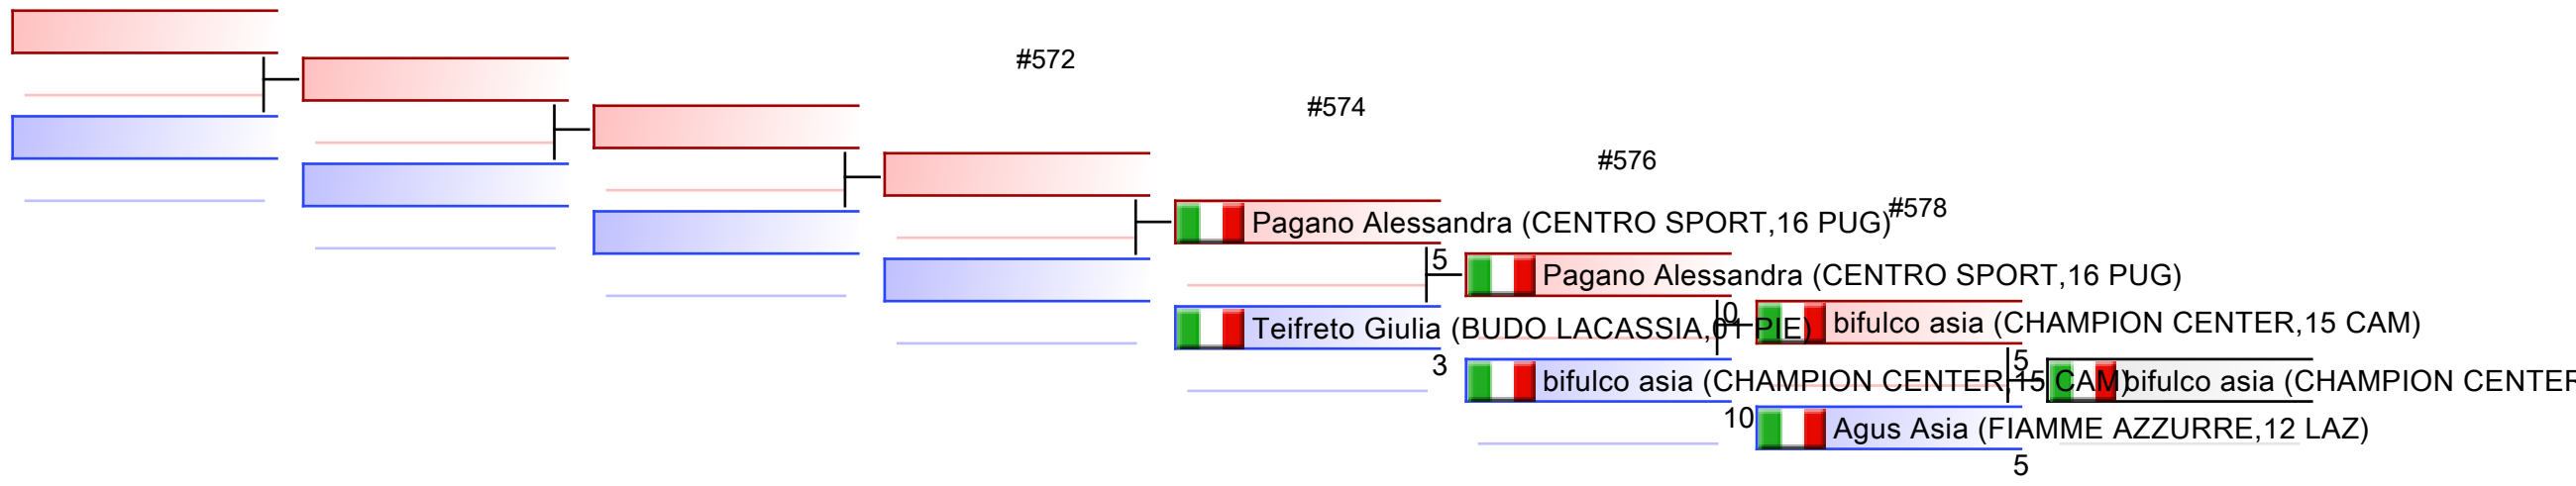 #572
#574
#576
#578
Pagano Alessandra (CENTRO SPORT,16 PUG)
5
Pagano Alessandra (CENTRO SPORT,16 PUG)
0
Teifreto Giulia (BUDO LACASSIA,01 PIE)
bifulco asia (CHAMPION CENTER,15 CAM)
3
5
bifulco asia (CHAMPION CENTER,15 CAM)
bifulco asia (CHAMPION CENTER
10
Agus Asia (FIAMME AZZURRE,12 LAZ)
5